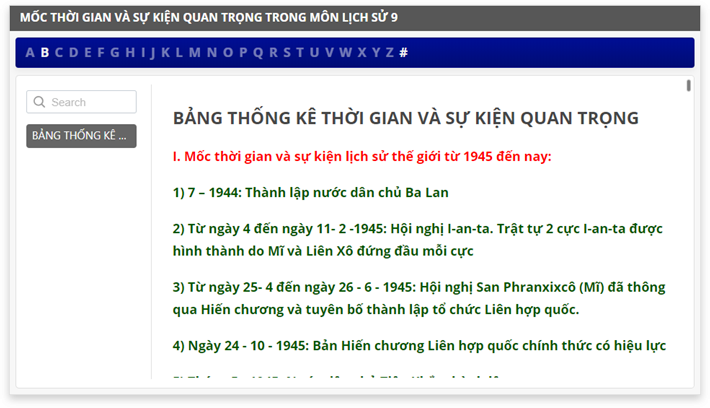 MỐC THỜI GIAN VÀ SỰ KIỆN QUAN TRỌNG TRONG MÔN LỊCH SỬ 9
A B C D E F G H I J K L M N O P Q R S T U V W X Y Z #
Search
BẢNG THỐNG KÊ ...
BẢNG THỐNG KÊ THỜI GIAN VÀ SỰ KIỆN QUAN TRỌNG
I. Mốc thời gian và sự kiện lịch sử thế giới từ 1945 đến nay:
1) 7 – 1944: Thành lập nước dân chủ Ba Lan
2) Từ ngày 4 đến ngày 11- 2 -1945: Hội nghị I-an-ta. Trật tự 2 cực I-an-ta được
hình thành do Mĩ và Liên Xô đứng đầu mỗi cực
3) Từ ngày 25- 4 đến ngày 26 - 6 - 1945: Hội nghị San Phranxixcô (Mĩ) đã thông
qua Hiến chương và tuyên bố thành lập tổ chức Liên hợp quốc.
4) Ngày 24 - 10 - 1945: Bản Hiến chương Liên hợp quốc chính thức có hiệu lực